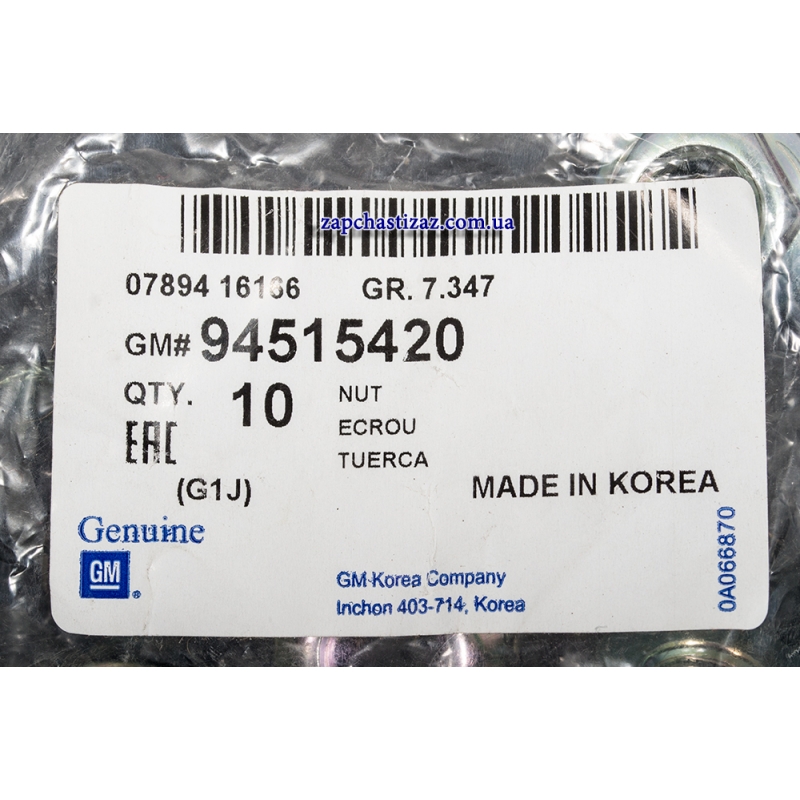 zapchastizaz.com.ua
07894 16166 GR. 7.347
GM# 94515420
QTY. 10 NUT
ECROU
EAC
TUERCA
(G1J) MADE IN KOREA
Genuine
GM
GM Korea Company
Inchon 403-714, Korea
0A066870